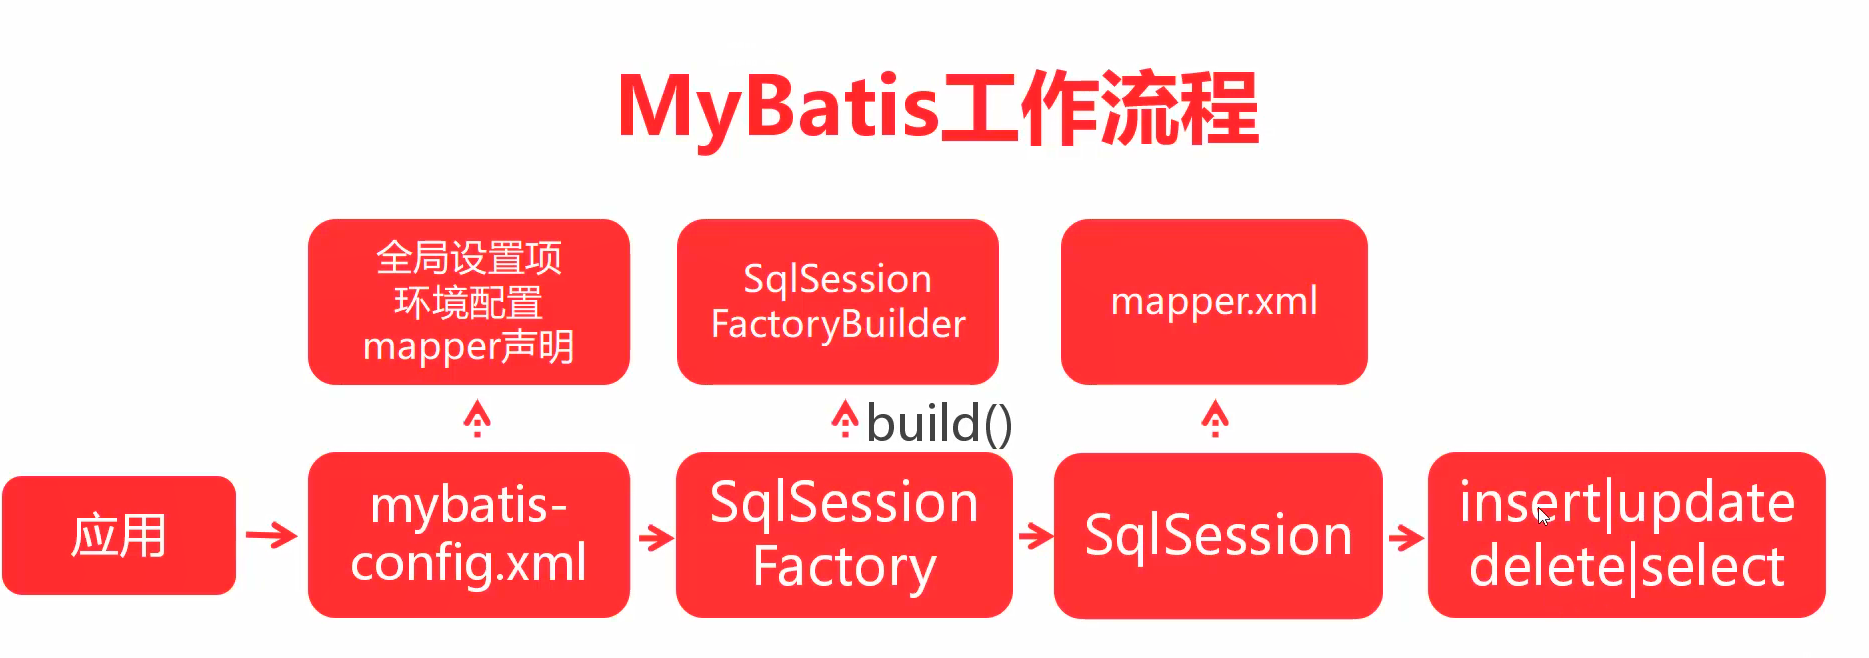 MyBatis工作流程
全局设置项
环境配置
mapper声明
SqlSession
FactoryBuilder
mapper.xml
build()
应用
mybatis-
config.xml
SqlSession
Factory
SqlSession
insert|update
delete|select